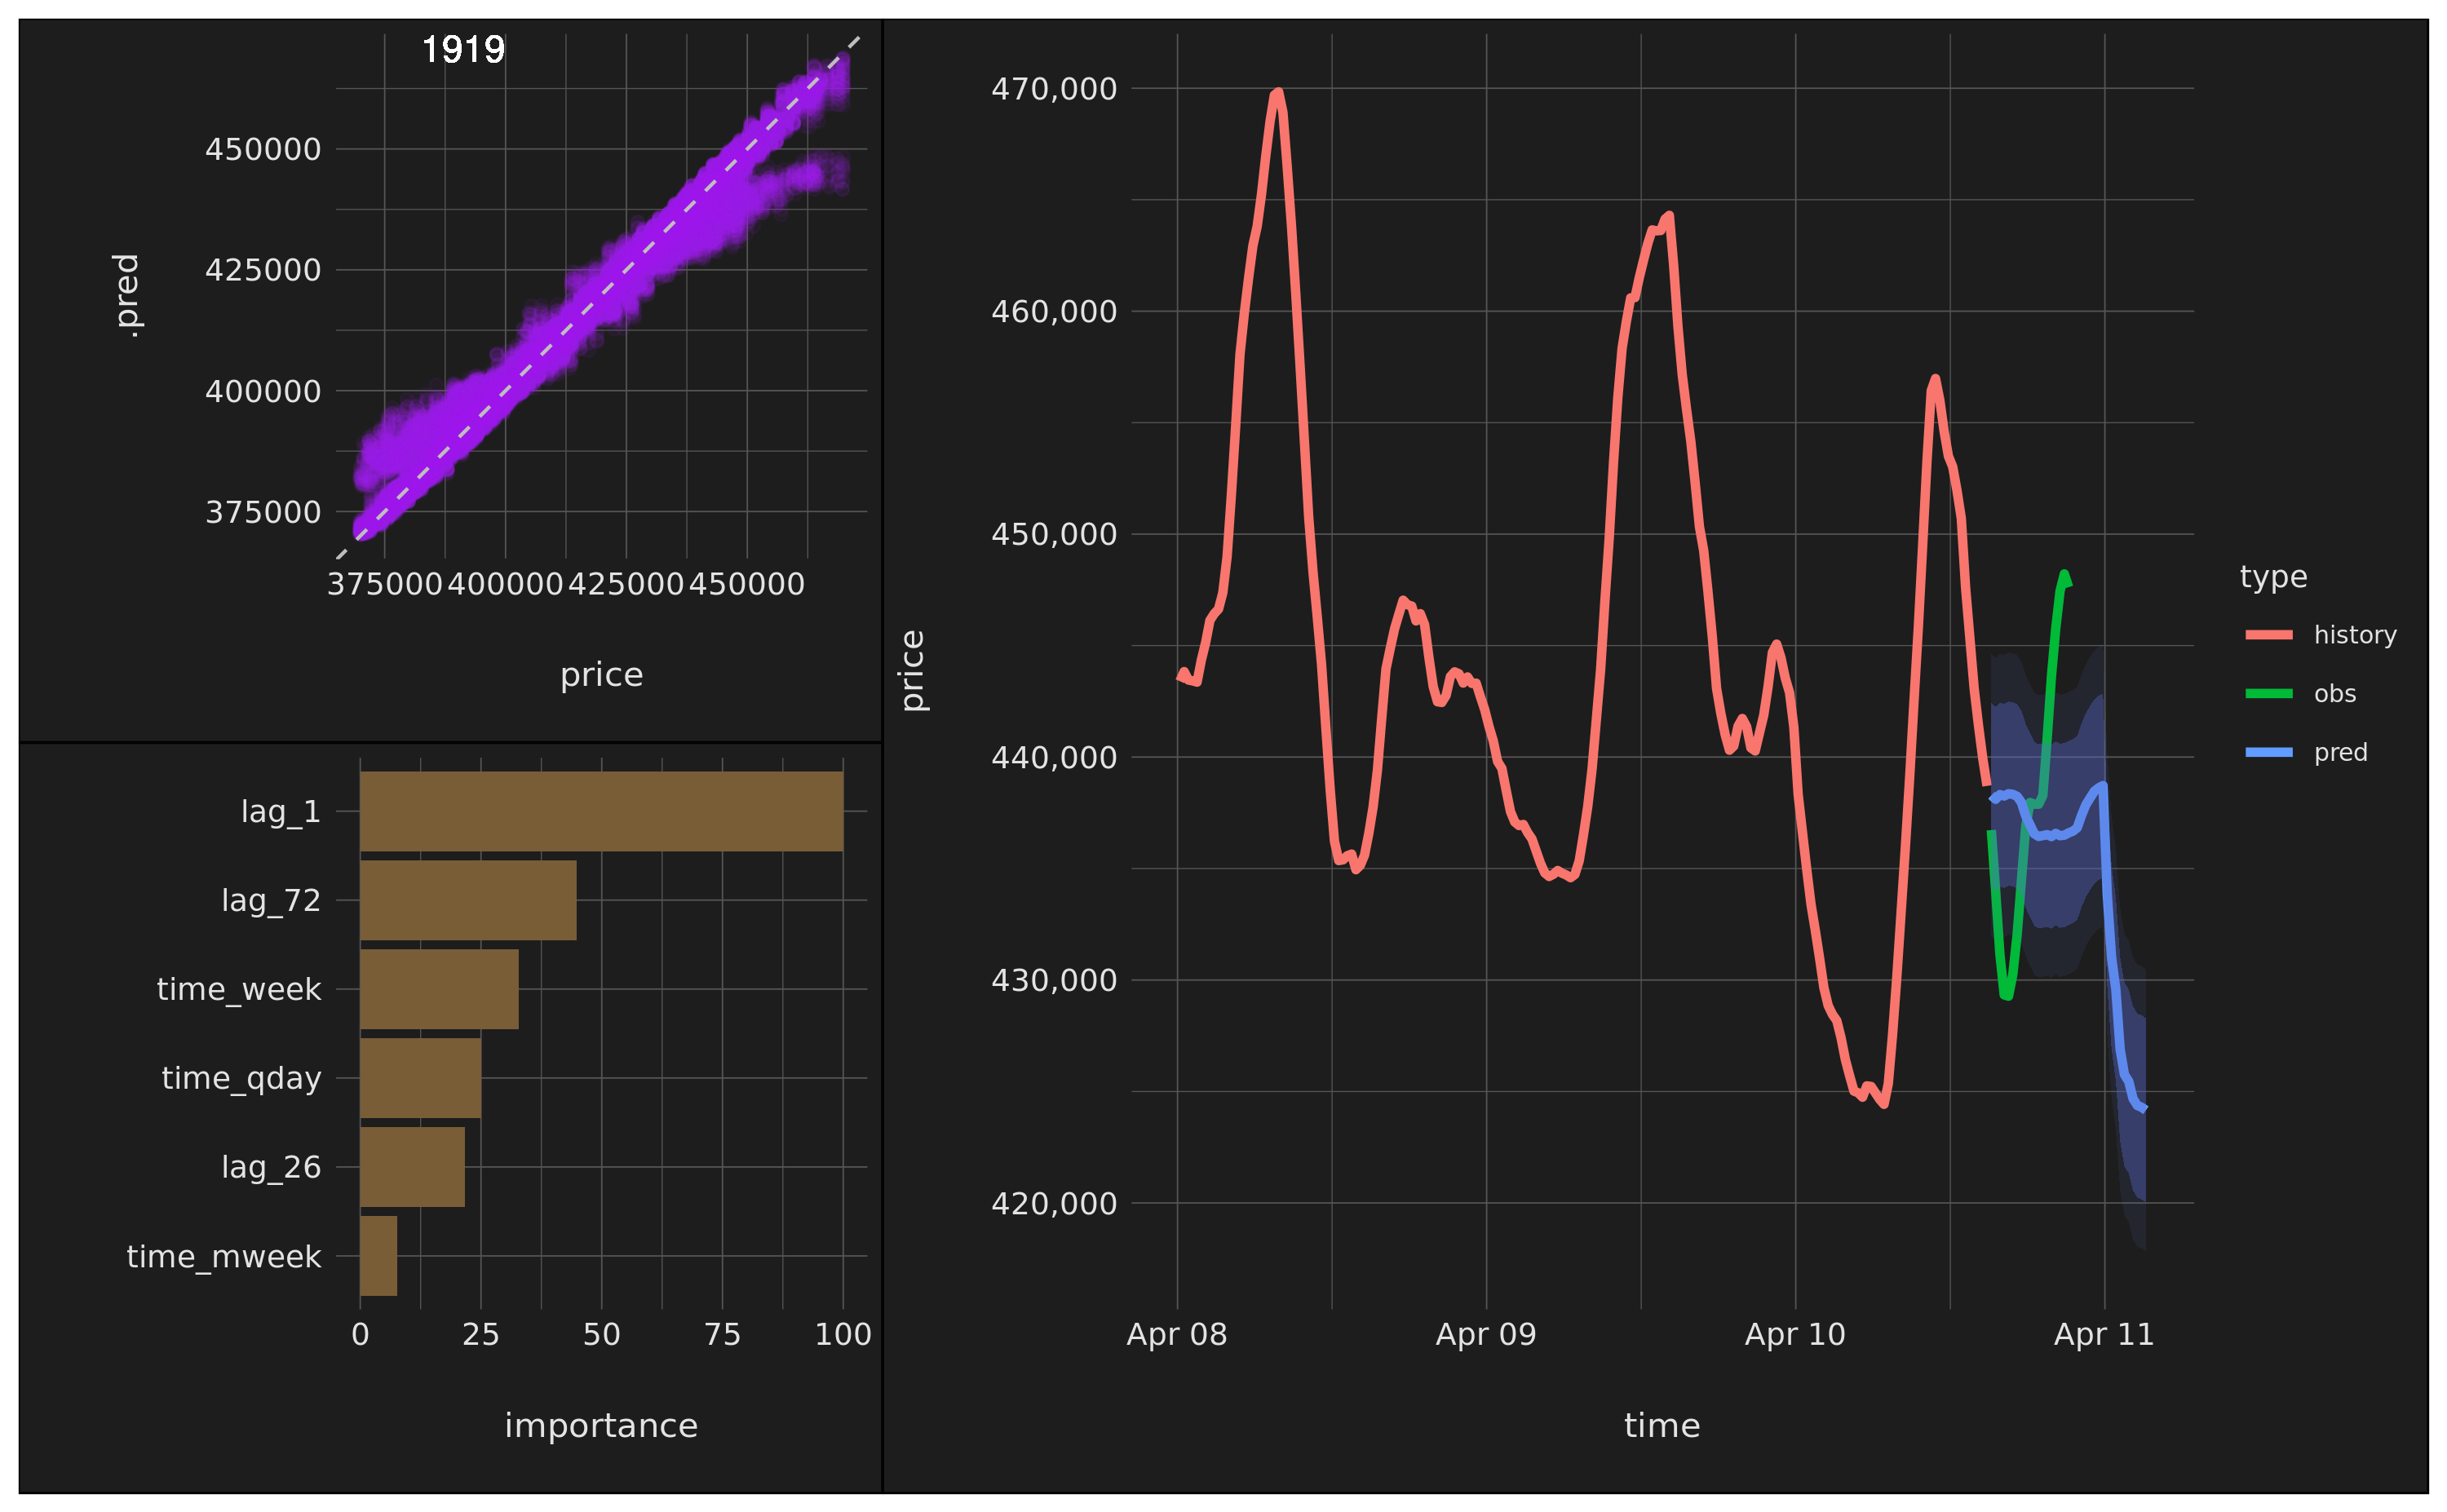 1919
450000
425000
400000
375000
.pred
375000 400000 425000 450000
price
lag_1
lag_72
time_week
time_qday
lag_26
time_mweek
0 25 50 75 100
importance
470,000
460,000
450,000
440,000
430,000
420,000
price
Apr 08 Apr 09 Apr 10 Apr 11
time
type
history
obs
pred